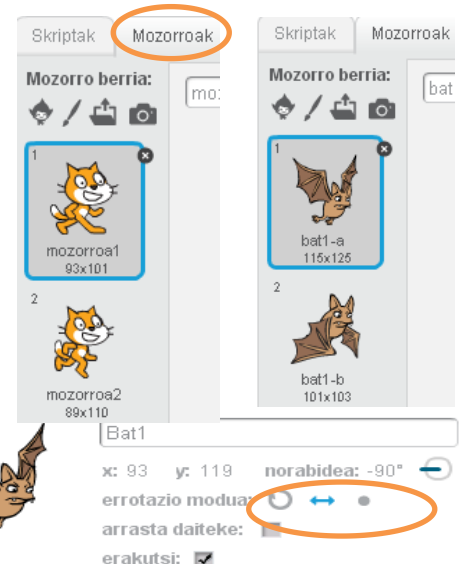 Skriptak Mozorroak
Mozorro berria:
1
mozorroa1
93x101
2
mozorroa2
89x110
Skriptak Mozorroak
Mozorro berria:
bat
1
bat1-a
115x125
2
bat1-b
101x103
Bat1
x: 93 y: 119 norabidea: -90°
errotazio modua:
arrasta daiteke:
erakutsi: